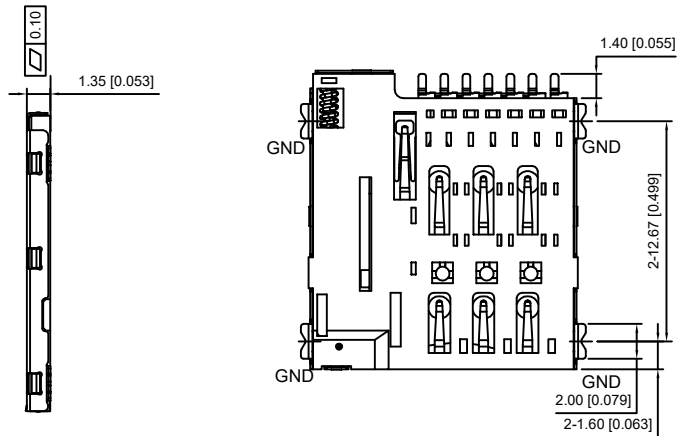 0.10
1.35 [0.053]
1.40 [0.055]
GND
GND
2-12.67 [0.499]
GND
GND
2.00 [0.079]
2-1.60 [0.063]